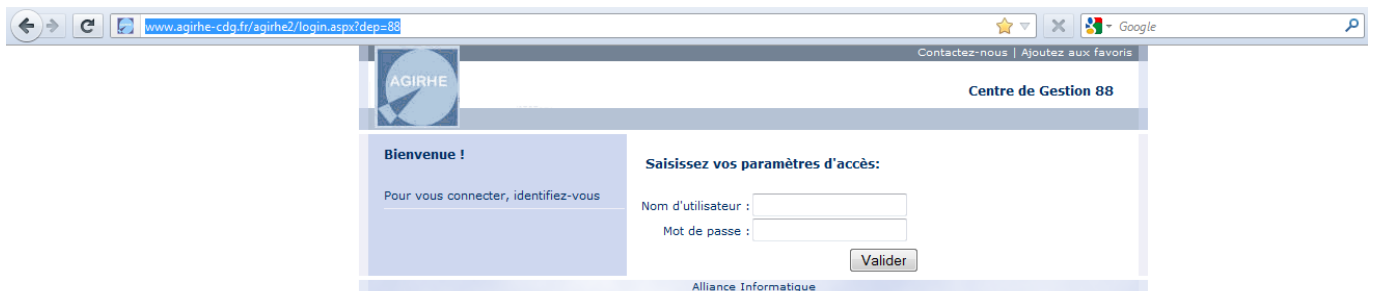 www.agirhe-cdg.fr/agirhe2/login.aspx?dep=88
Google
Contactez-nous | Ajoutez aux favoris
AGIRHE
Centre de Gestion 88
Bienvenue !
Pour vous connecter, identifiez-vous
Saisissez vos paramètres d'accès:
Nom d'utilisateur :
Mot de passe :
Valider
Alliance Informatique